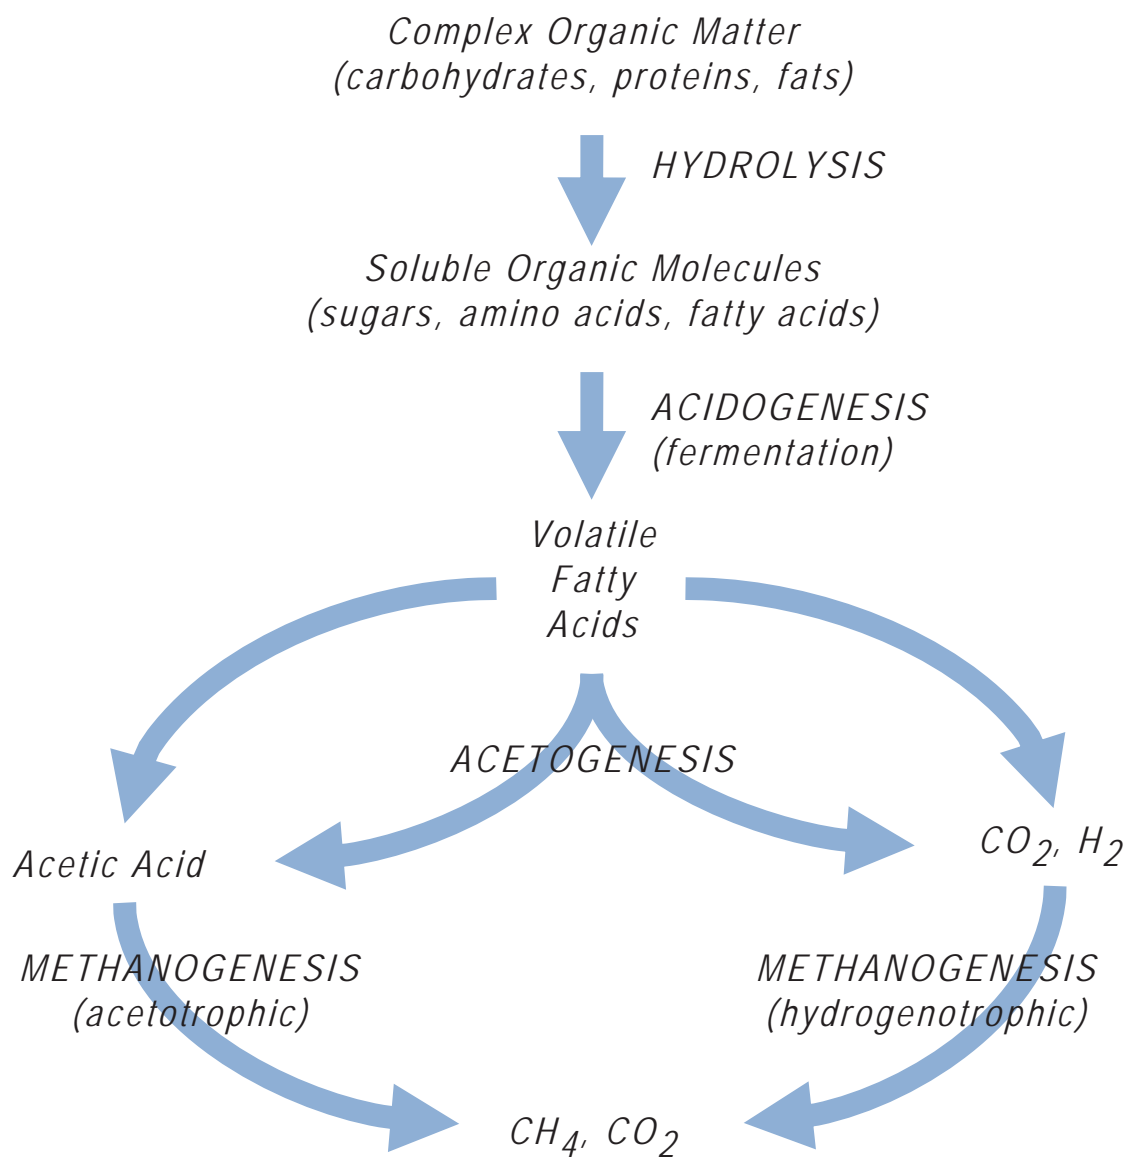 Complex Organic Matter
(carbohydrates, proteins, fats)
HYDROLYSIS
Soluble Organic Molecules
(sugars, amino acids, fatty acids)
ACIDOGENESIS
(fermentation)
Volatile
Fatty
Acids
ACETOGENESIS
Acetic Acid
CO2, H2
METHANOGENESIS
(acetotrophic)
METHANOGENESIS
(hydrogenotrophic)
CH4, CO2